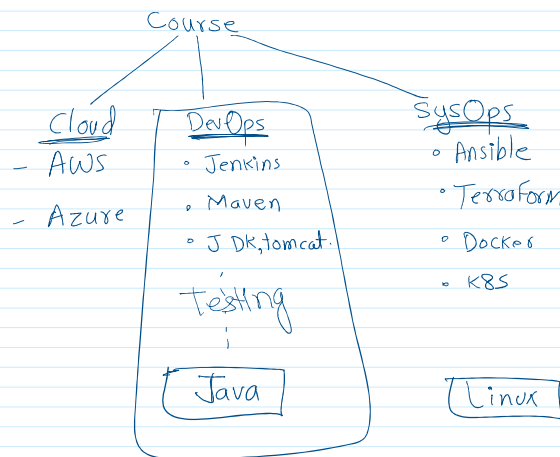 Course
Cloud
- AWS
- Azure
DevOps
• Jenkins
• Maven
• JDK, tomcat.
Testing
Java
SysOps
• Ansible
• Terraform
• Docker
• K8S
Linux